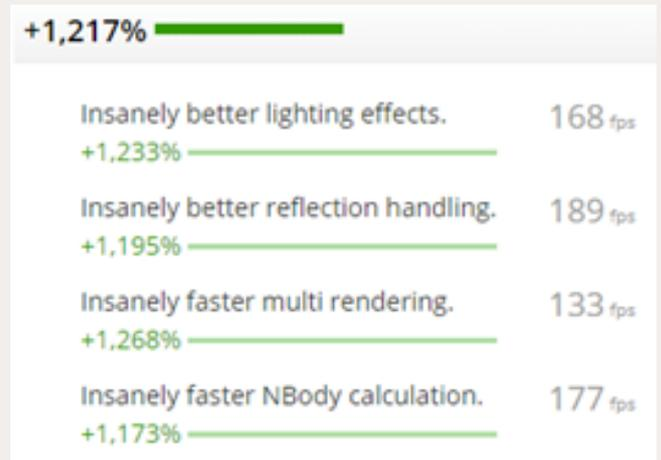 +1,217%
Insanely better lighting effects. 168 fps
+1,233%
Insanely better reflection handling. 189 fps
+1,195%
Insanely faster multi rendering. 133 fps
+1,268%
Insanely faster NBody calculation. 177 fps
+1,173%